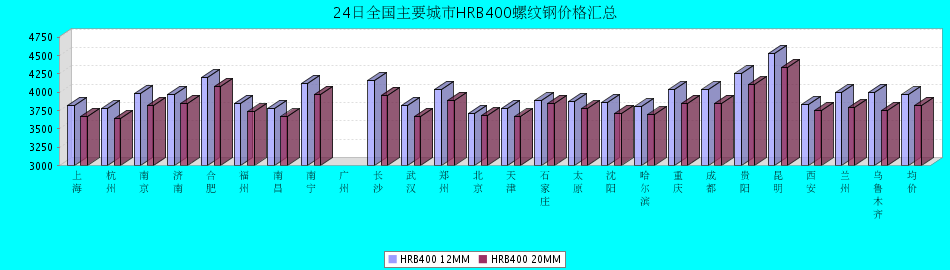 24日全国主要城市HRB400螺纹钢价格汇总
4750
4500
4250
4000
3750
3500
3250
3000
上海 杭州 南京 济南 合肥 福州 南昌 南宁 广州 长沙 武汉 郑州 北京 天津 石家庄 太原 沈阳 哈尔滨 重庆 成都 贵阳 昆明 西安 兰州 乌鲁木齐 均价
HRB400 12MM HRB400 20MM